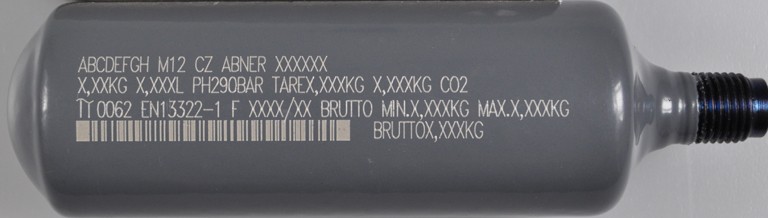 ABCDEFGH M12 CZ ABNER XXXXXX
X,XXKG X,XXXL PH290BAR TAREX,XXXKG X,XXXKG CO2
π 0062 EN13322-1 F XXXX/XX BRUTTO MIN.X,XXXKG MAX.X,XXXKG
BRUTTOX,XXXKG